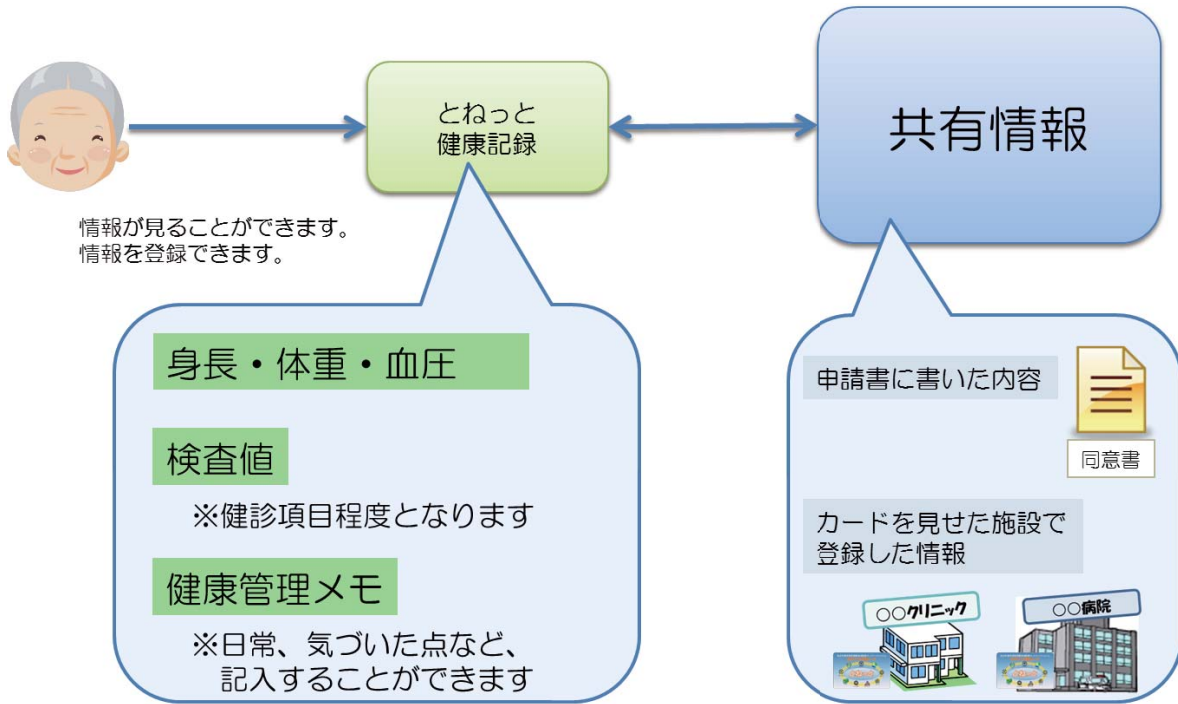 とねっと
健康記録
共有情報
情報が見ることができます。
情報を登録できます。
身長・体重・血圧
検査値
※健診項目程度となります
健康管理メモ
※日常、気づいた点など、
記入することができます
申請書に書いた内容
同意書
カードを見せた施設で
登録した情報
○○クリニック
○○病院